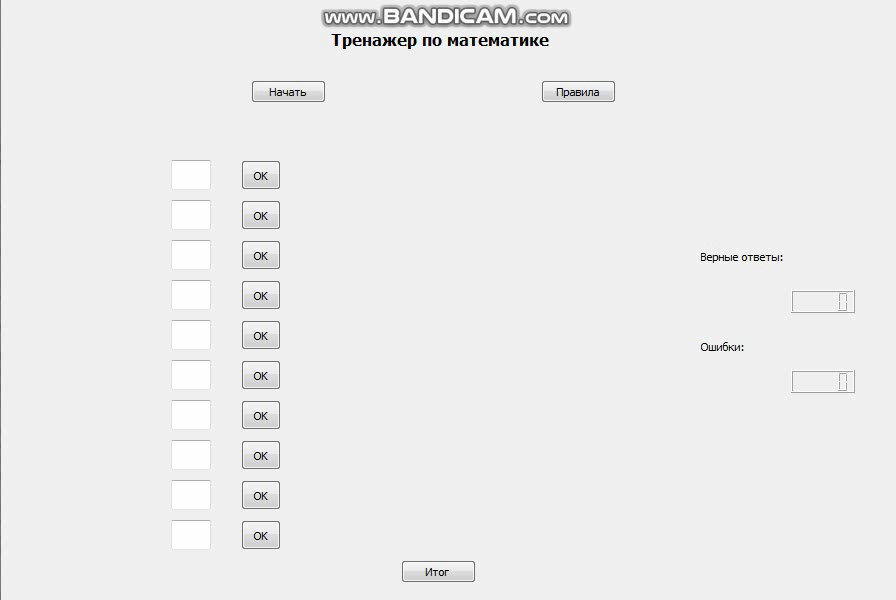 www.BANDICAM.com
Тренажер по математике
Начать
Правила
OK
OK
OK
OK
OK
OK
OK
OK
OK
OK
Верные ответы:
0
Ошибки:
0
Итог